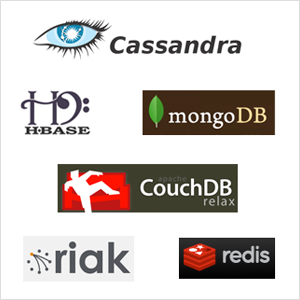 Cassandra
HBASE
mongoDB
apache
CouchDB
relax
riak
redis